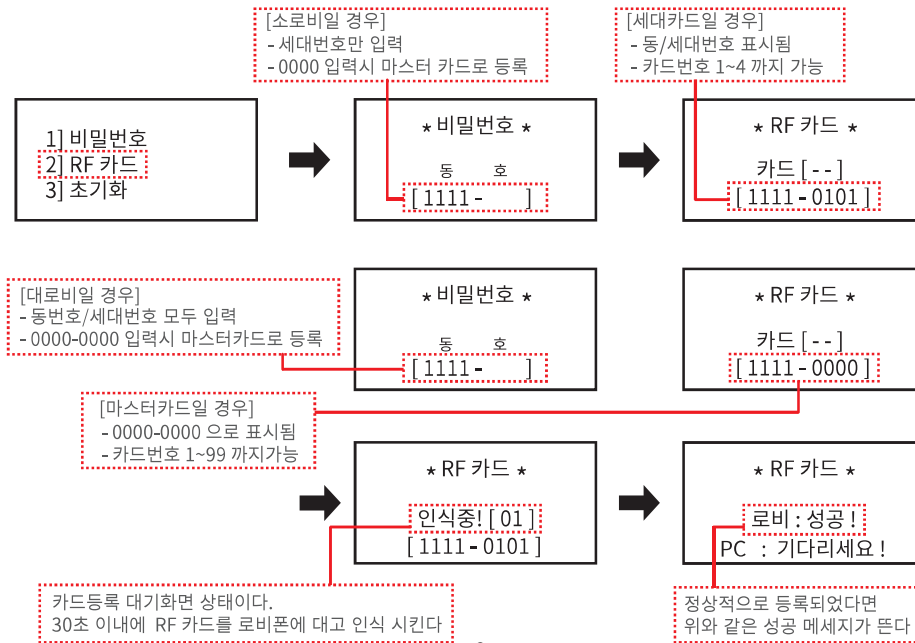 [소로비일 경우]
- 세대번호만 입력
- 0000 입력시 마스터 카드로 등록
[세대카드일 경우]
- 동/세대번호 표시됨
- 카드번호 1~4 까지 가능
1] 비밀번호
2] RF 카드
3] 초기화
★ 비밀번호 ★
동 호
[ 1111 - ]
★ RF 카드 ★
카드 [ - - ]
[ 1111 - 0101 ]
[대로비일 경우]
- 동번호/세대번호 모두 입력
- 0000-0000 입력시 마스터카드로 등록
★ 비밀번호 ★
동 호
[ 1111 - ]
★ RF 카드 ★
카드 [ - - ]
[ 1111 - 0000 ]
[마스터카드일 경우]
- 0000-0000 으로 표시됨
- 카드번호 1~99 까지가능
★ RF 카드 ★
인식중! [ 01 ]
[ 1111 - 0101 ]
★ RF 카드 ★
로비 : 성공 !
PC : 기다리세요 !
카드등록 대기화면 상태이다.
30초 이내에 RF 카드를 로비폰에 대고 인식 시킨다
정상적으로 등록되었다면
위와 같은 성공 메세지가 뜬다